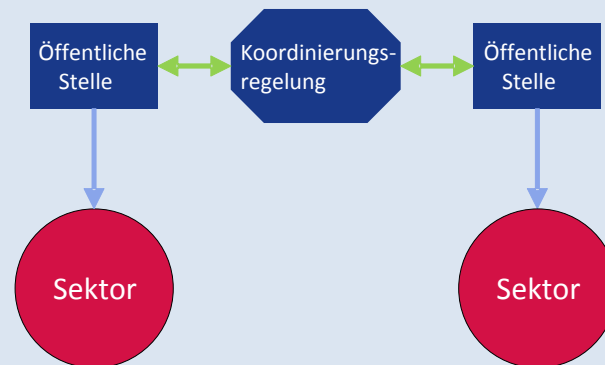 Öffentliche
Stelle
Koordinierungs-
regelung
Öffentliche
Stelle
Sektor
Sektor